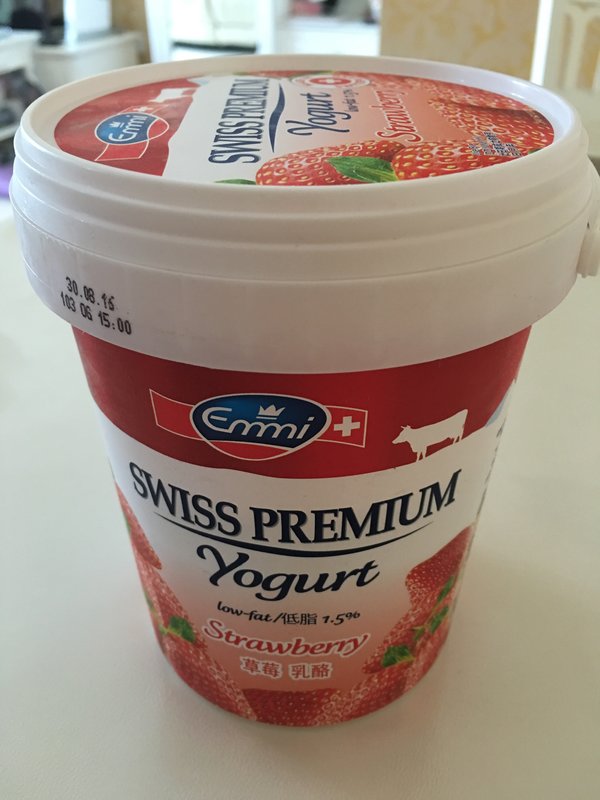 Emmi
SWISS PREMIUM
Yogurt
Strawberry
30.08.16
103 06 15:00
Emmi
SWISS PREMIUM
Yogurt
low-fat/低脂 1.5%
Strawberry
草莓 乳酪